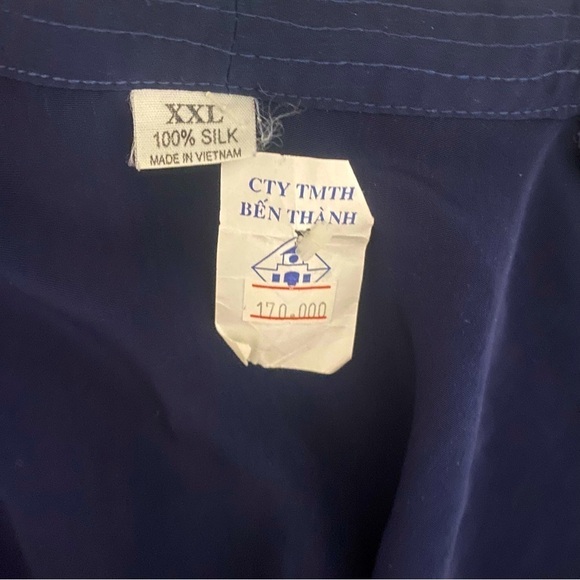 XXL
100% SILK
MADE IN VIETNAM
CTY TMTH
BẾN THÀNH
170.000